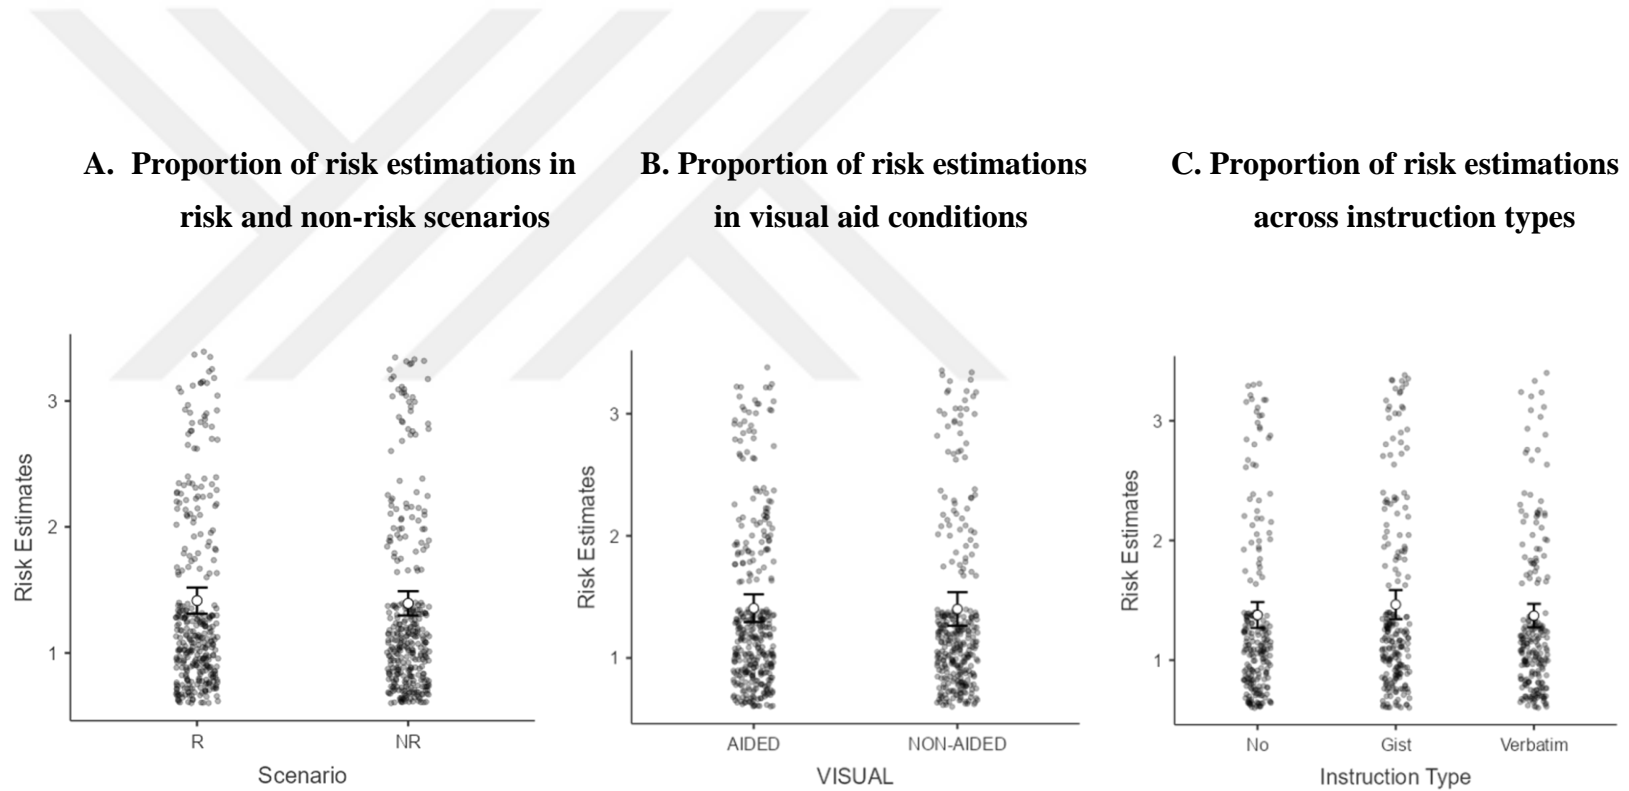 A. Proportion of risk estimations in
risk and non-risk scenarios
B. Proportion of risk estimations
in visual aid conditions
C. Proportion of risk estimations
across instruction types
Risk Estimates
3
2
1
R
NR
Scenario
Risk Estimates
3
2
1
AIDED
NON-AIDED
VISUAL
Risk Estimates
3
2
1
No
Gist
Verbatim
Instruction Type